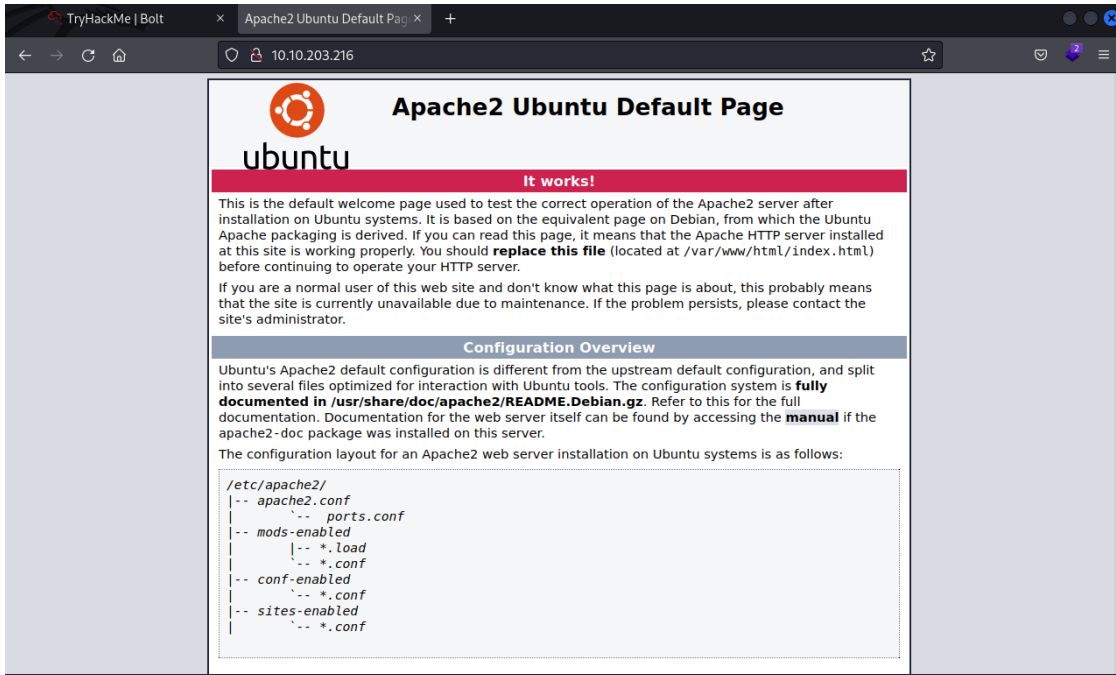 TryHackMe | Bolt
Apache2 Ubuntu Default Pag
10.10.203.216
2
ubuntu
Apache2 Ubuntu Default Page
It works!
This is the default welcome page used to test the correct operation of the Apache2 server after
installation on Ubuntu systems. It is based on the equivalent page on Debian, from which the Ubuntu
Apache packaging is derived. If you can read this page, it means that the Apache HTTP server installed
at this site is working properly. You should replace this file (located at /var/www/html/index.html)
before continuing to operate your HTTP server.
If you are a normal user of this web site and don't know what this page is about, this probably means
that the site is currently unavailable due to maintenance. If the problem persists, please contact the
site's administrator.
Configuration Overview
Ubuntu's Apache2 default configuration is different from the upstream default configuration, and split
into several files optimized for interaction with Ubuntu tools. The configuration system is fully
documented in /usr/share/doc/apache2/README.Debian.gz. Refer to this for the full
documentation. Documentation for the web server itself can be found by accessing the manual if the
apache2-doc package was installed on this server.
The configuration layout for an Apache2 web server installation on Ubuntu systems is as follows:
/etc/apache2/
|-- apache2.conf
|       `--  ports.conf
|-- mods-enabled
|       |-- *.load
|       `-- *.conf
|-- conf-enabled
|       `-- *.conf
|-- sites-enabled
|       `-- *.conf